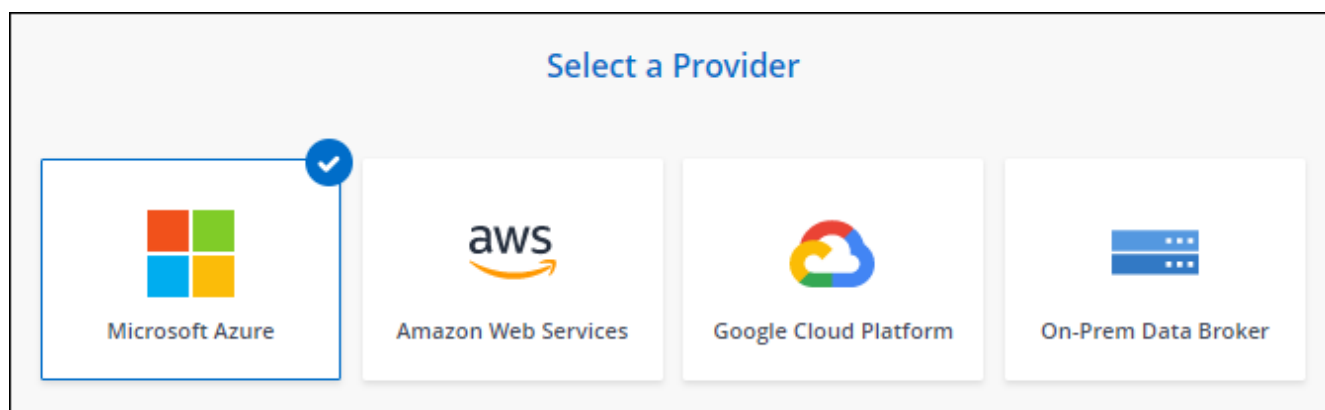 Select a Provider
aws
Microsoft Azure
Amazon Web Services
Google Cloud Platform
On-Prem Data Broker